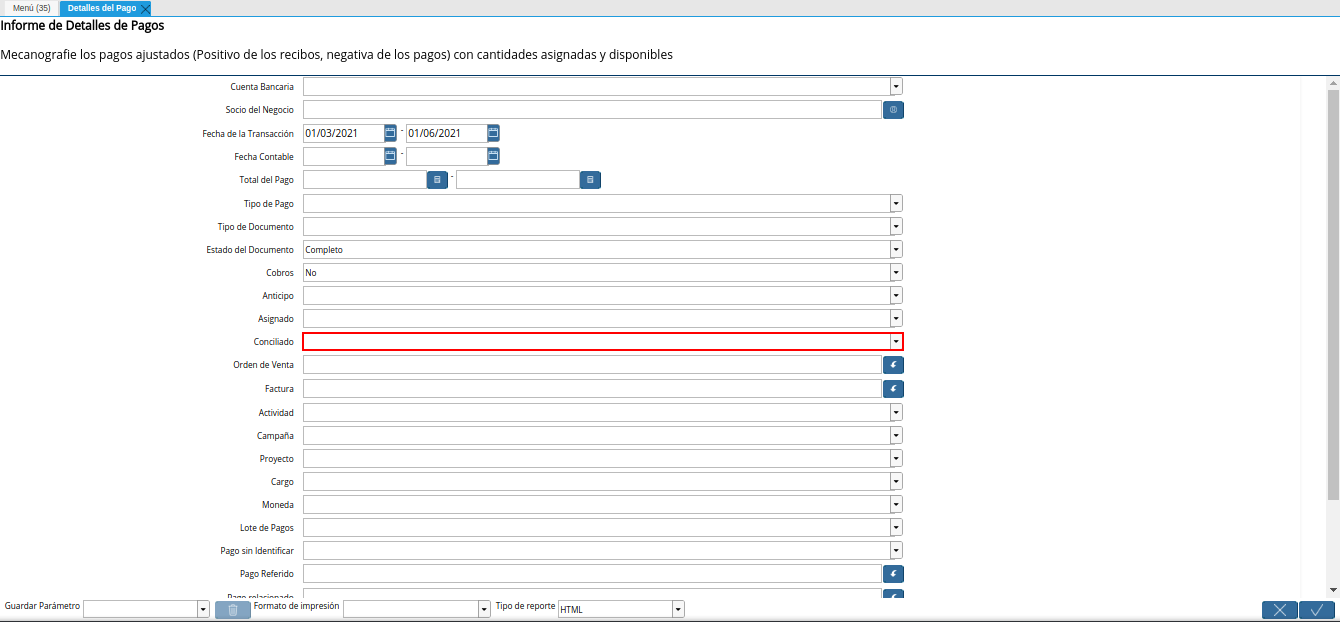 Menú (35) Detalles del Pago
Informe de Detalles de Pagos
Mecanografie los pagos ajustados (Positivo de los recibos, negativa de los pagos) con cantidades asignadas y disponibles
Cuenta Bancaria
Socio del Negocio
Fecha de la Transacción 01/03/2021 - 01/06/2021
Fecha Contable -
Total del Pago -
Tipo de Pago
Tipo de Documento
Estado del Documento Completo
Cobros No
Anticipo
Asignado
Conciliado
Orden de Venta
Factura
Actividad
Campaña
Proyecto
Cargo
Moneda
Lote de Pagos
Pago sin Identificar
Pago Referido
Pago relacionado
Guardar Parámetro Formato de impresión Tipo de reporte HTML